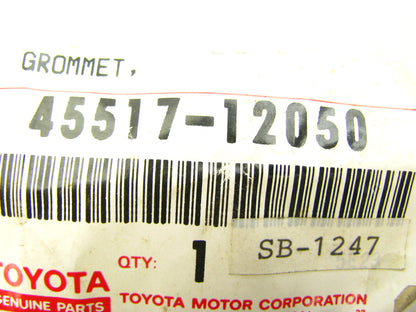 GROMMET,
45517-12050
QTY: 1
SB-1247
TOYOTA
GENUINE PARTS
TOYOTA MOTOR CORPORATION